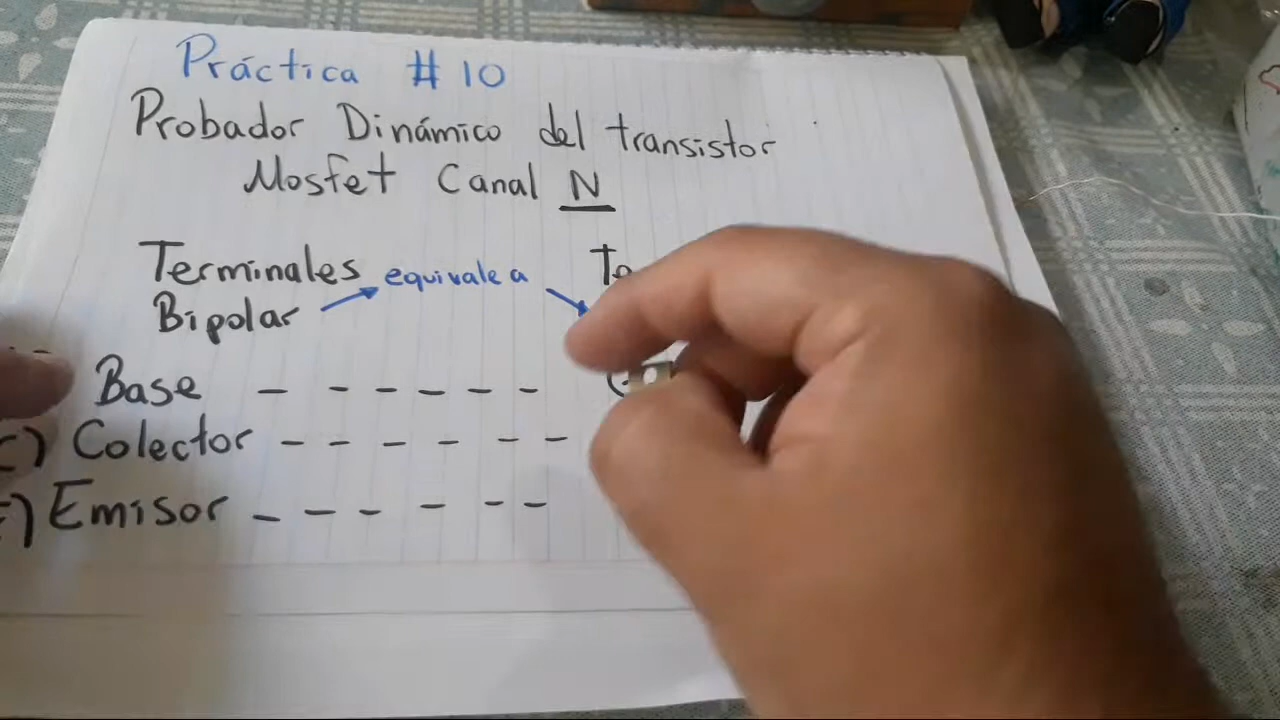 Práctica # 10
Probador Dinámico del transistor
Mosfet Canal N
Terminales equivale a
Bipolar
Base - - - - - -
C) Colector - - - - - -
E) Emisor - - - - - -